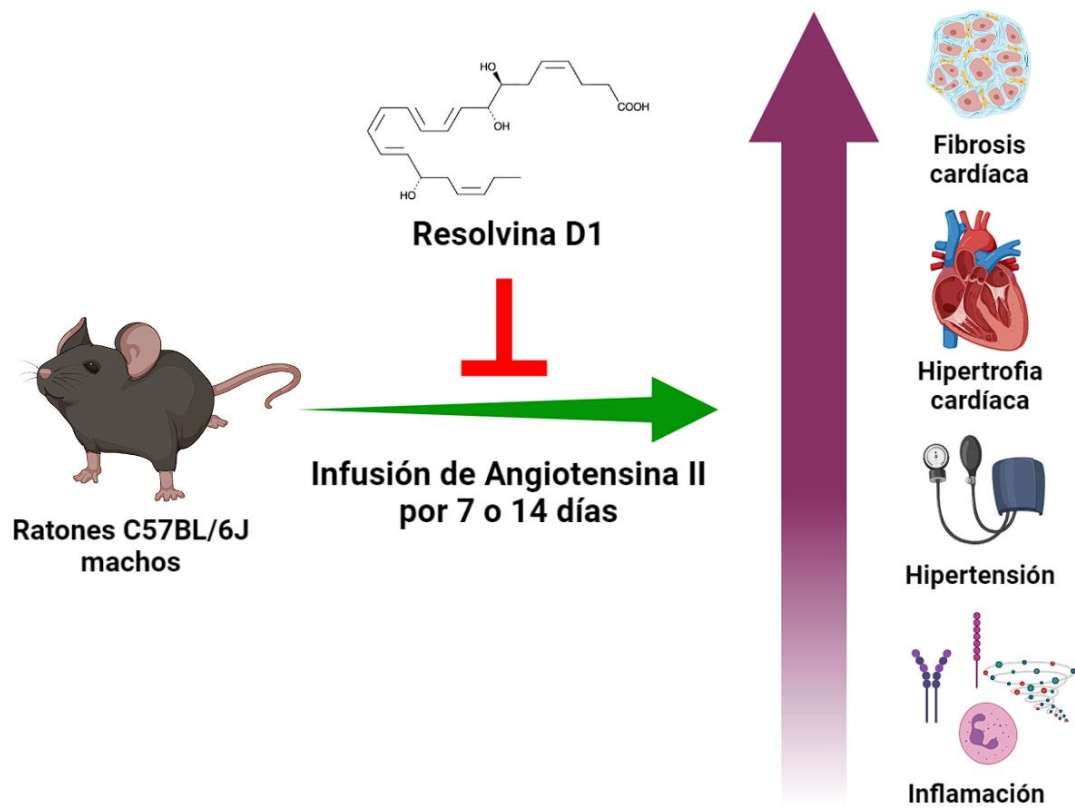 HO
OH
COOH
HO
Resolvina D1
Ratones C57BL/6J
machos
Infusión de Angiotensina II
por 7 o 14 días
Fibrosis
cardíaca
Hipertrofia
cardíaca
Hipertensión
Inflamación